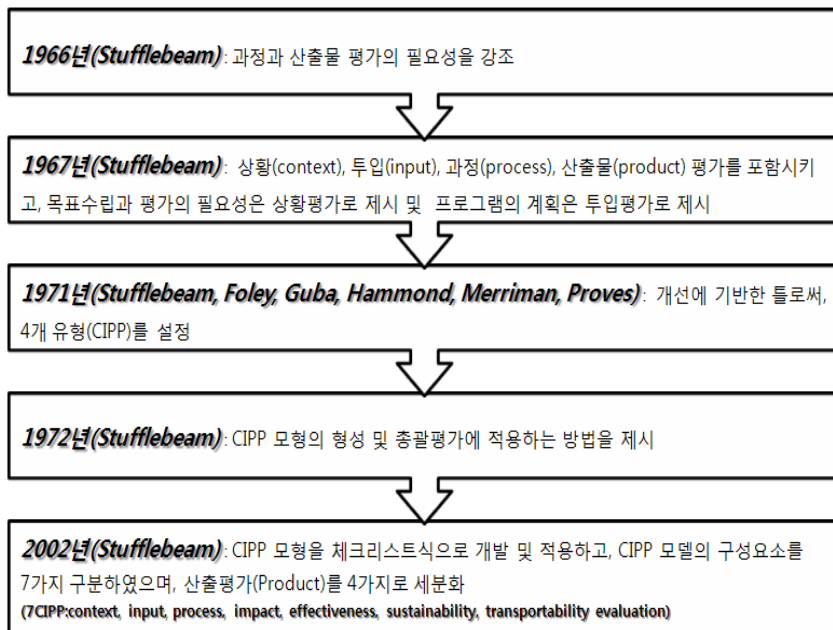 1966년(Stufflebeam): 과정과 산출물 평가의 필요성을 강조
1967년(Stufflebeam): 상황(context), 투입(input), 과정(process), 산출물(product) 평가를 포함시키
고, 목표수립과 평가의 필요성은 상황평가로 제시 및 프로그램의 계획은 투입평가로 제시
1971년(Stufflebeam, Foley, Guba, Hammond, Merriman, Proves): 개선에 기반한 틀로써,
4개 유형(CIPP)를 설정
1972년(Stufflebeam): CIPP 모형의 형성 및 총괄평가에 적용하는 방법을 제시
2002년(Stufflebeam): CIPP 모형을 체크리스트식으로 개발 및 적용하고, CIPP 모델의 구성요소를
7가지 구분하였으며, 산출평가(Product)를 4가지로 세분화
(7CIPP:context, input, process, impact, effectiveness, sustainability, transportability evaluation)